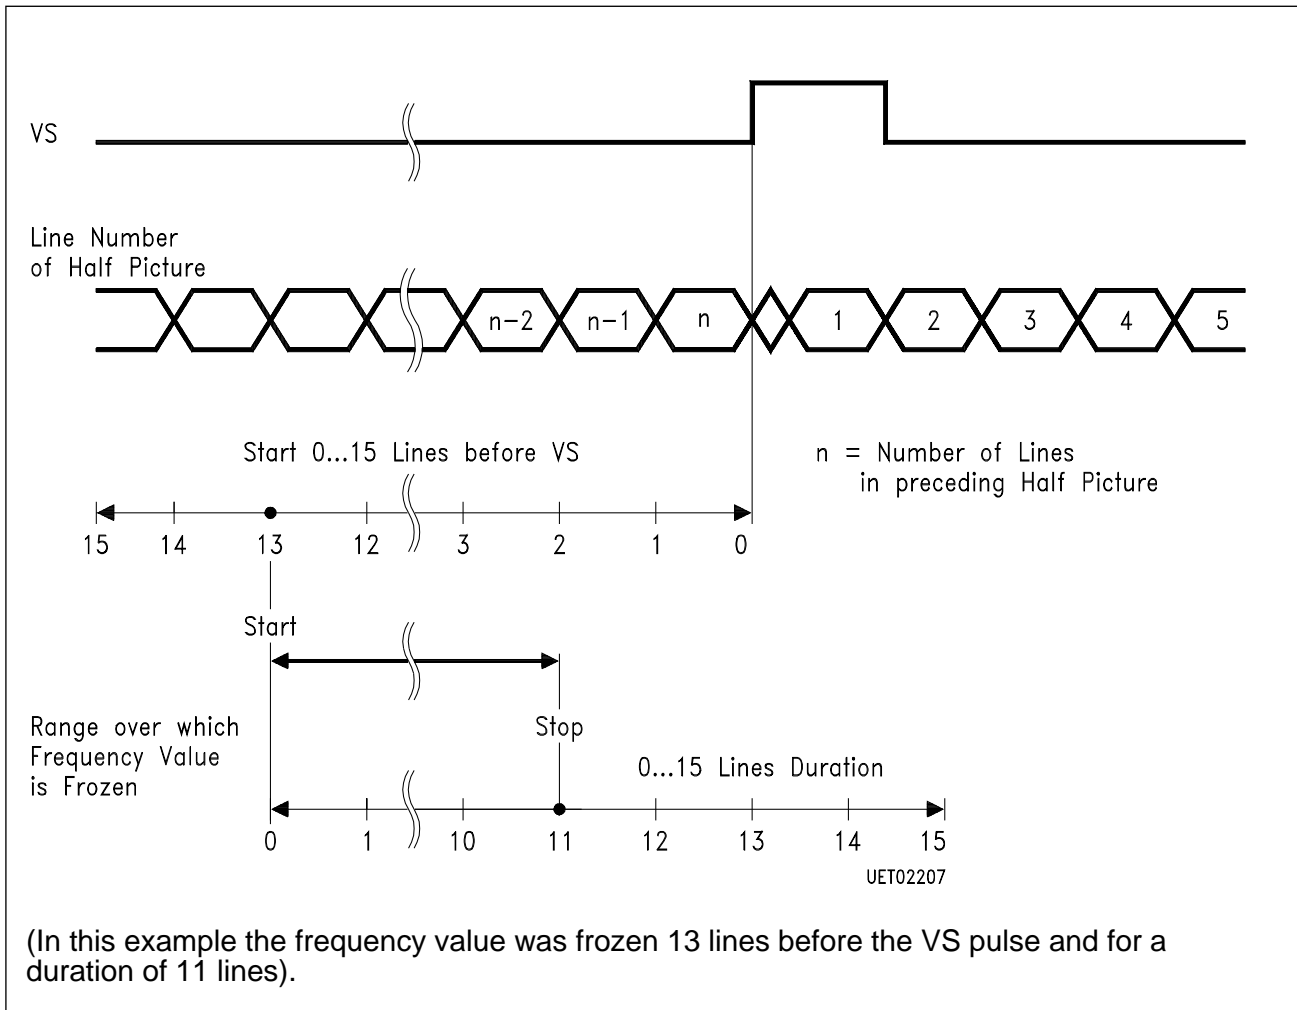 VS
Line Number
of Half Picture
n-2 n-1 n 1 2 3 4 5
Start 0...15 Lines before VS
n = Number of Lines
in preceding Half Picture
15 14 13 12 3 2 1 0
Start
Range over which
Frequency Value
is Frozen
Stop
0...15 Lines Duration
0 1 10 11 12 13 14 15
UET02207
(In this example the frequency value was frozen 13 lines before the VS pulse and for a
duration of 11 lines).